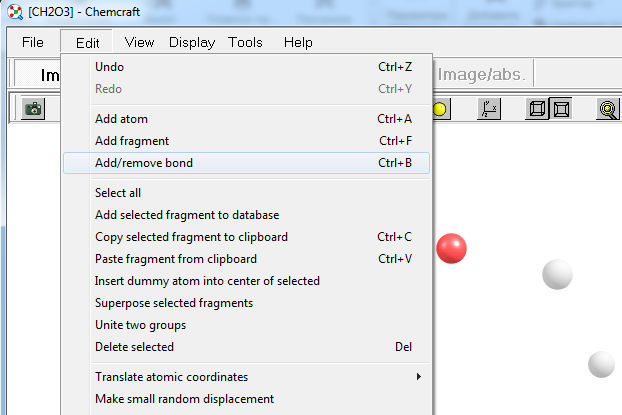 [CH2O3] - Chemcraft
File Edit View Display Tools Help
Undo Ctrl+Z
Redo Ctrl+Y
Image/abs.
Add atom Ctrl+A
Add fragment Ctrl+F
Add/remove bond Ctrl+B
Select all
Add selected fragment to database
Copy selected fragment to clipboard Ctrl+C
Paste fragment from clipboard Ctrl+V
Insert dummy atom into center of selected
Superpose selected fragments
Unite two groups
Delete selected Del
Translate atomic coordinates
Make small random displacement